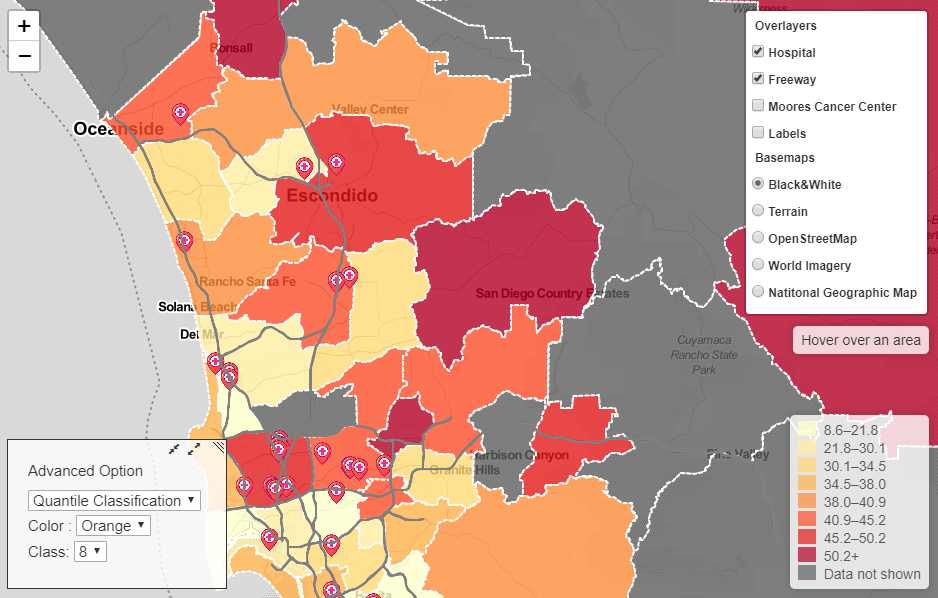 +
−
Wilderness
Bonsall
Valley Center
Oceanside
Escondido
Rancho Santa Fe
Solana Beach
Del Mar
San Diego Country Estates
Cuyamaca
Rancho State
Park
Harbison Canyon
Granite Hills
Pine Valley
Overlayers
Hospital
Freeway
Moores Cancer Center
Labels
Basemaps
Black&White
Terrain
OpenStreetMap
World Imagery
Natitonal Geographic Map
Hover over an area
8.6–21.8
21.8–30.1
30.1–34.5
34.5–38.0
38.0–40.9
40.9–45.2
45.2–50.2
50.2+
Data not shown
Advanced Option
Quantile Classification
Color : Orange
Class: 8